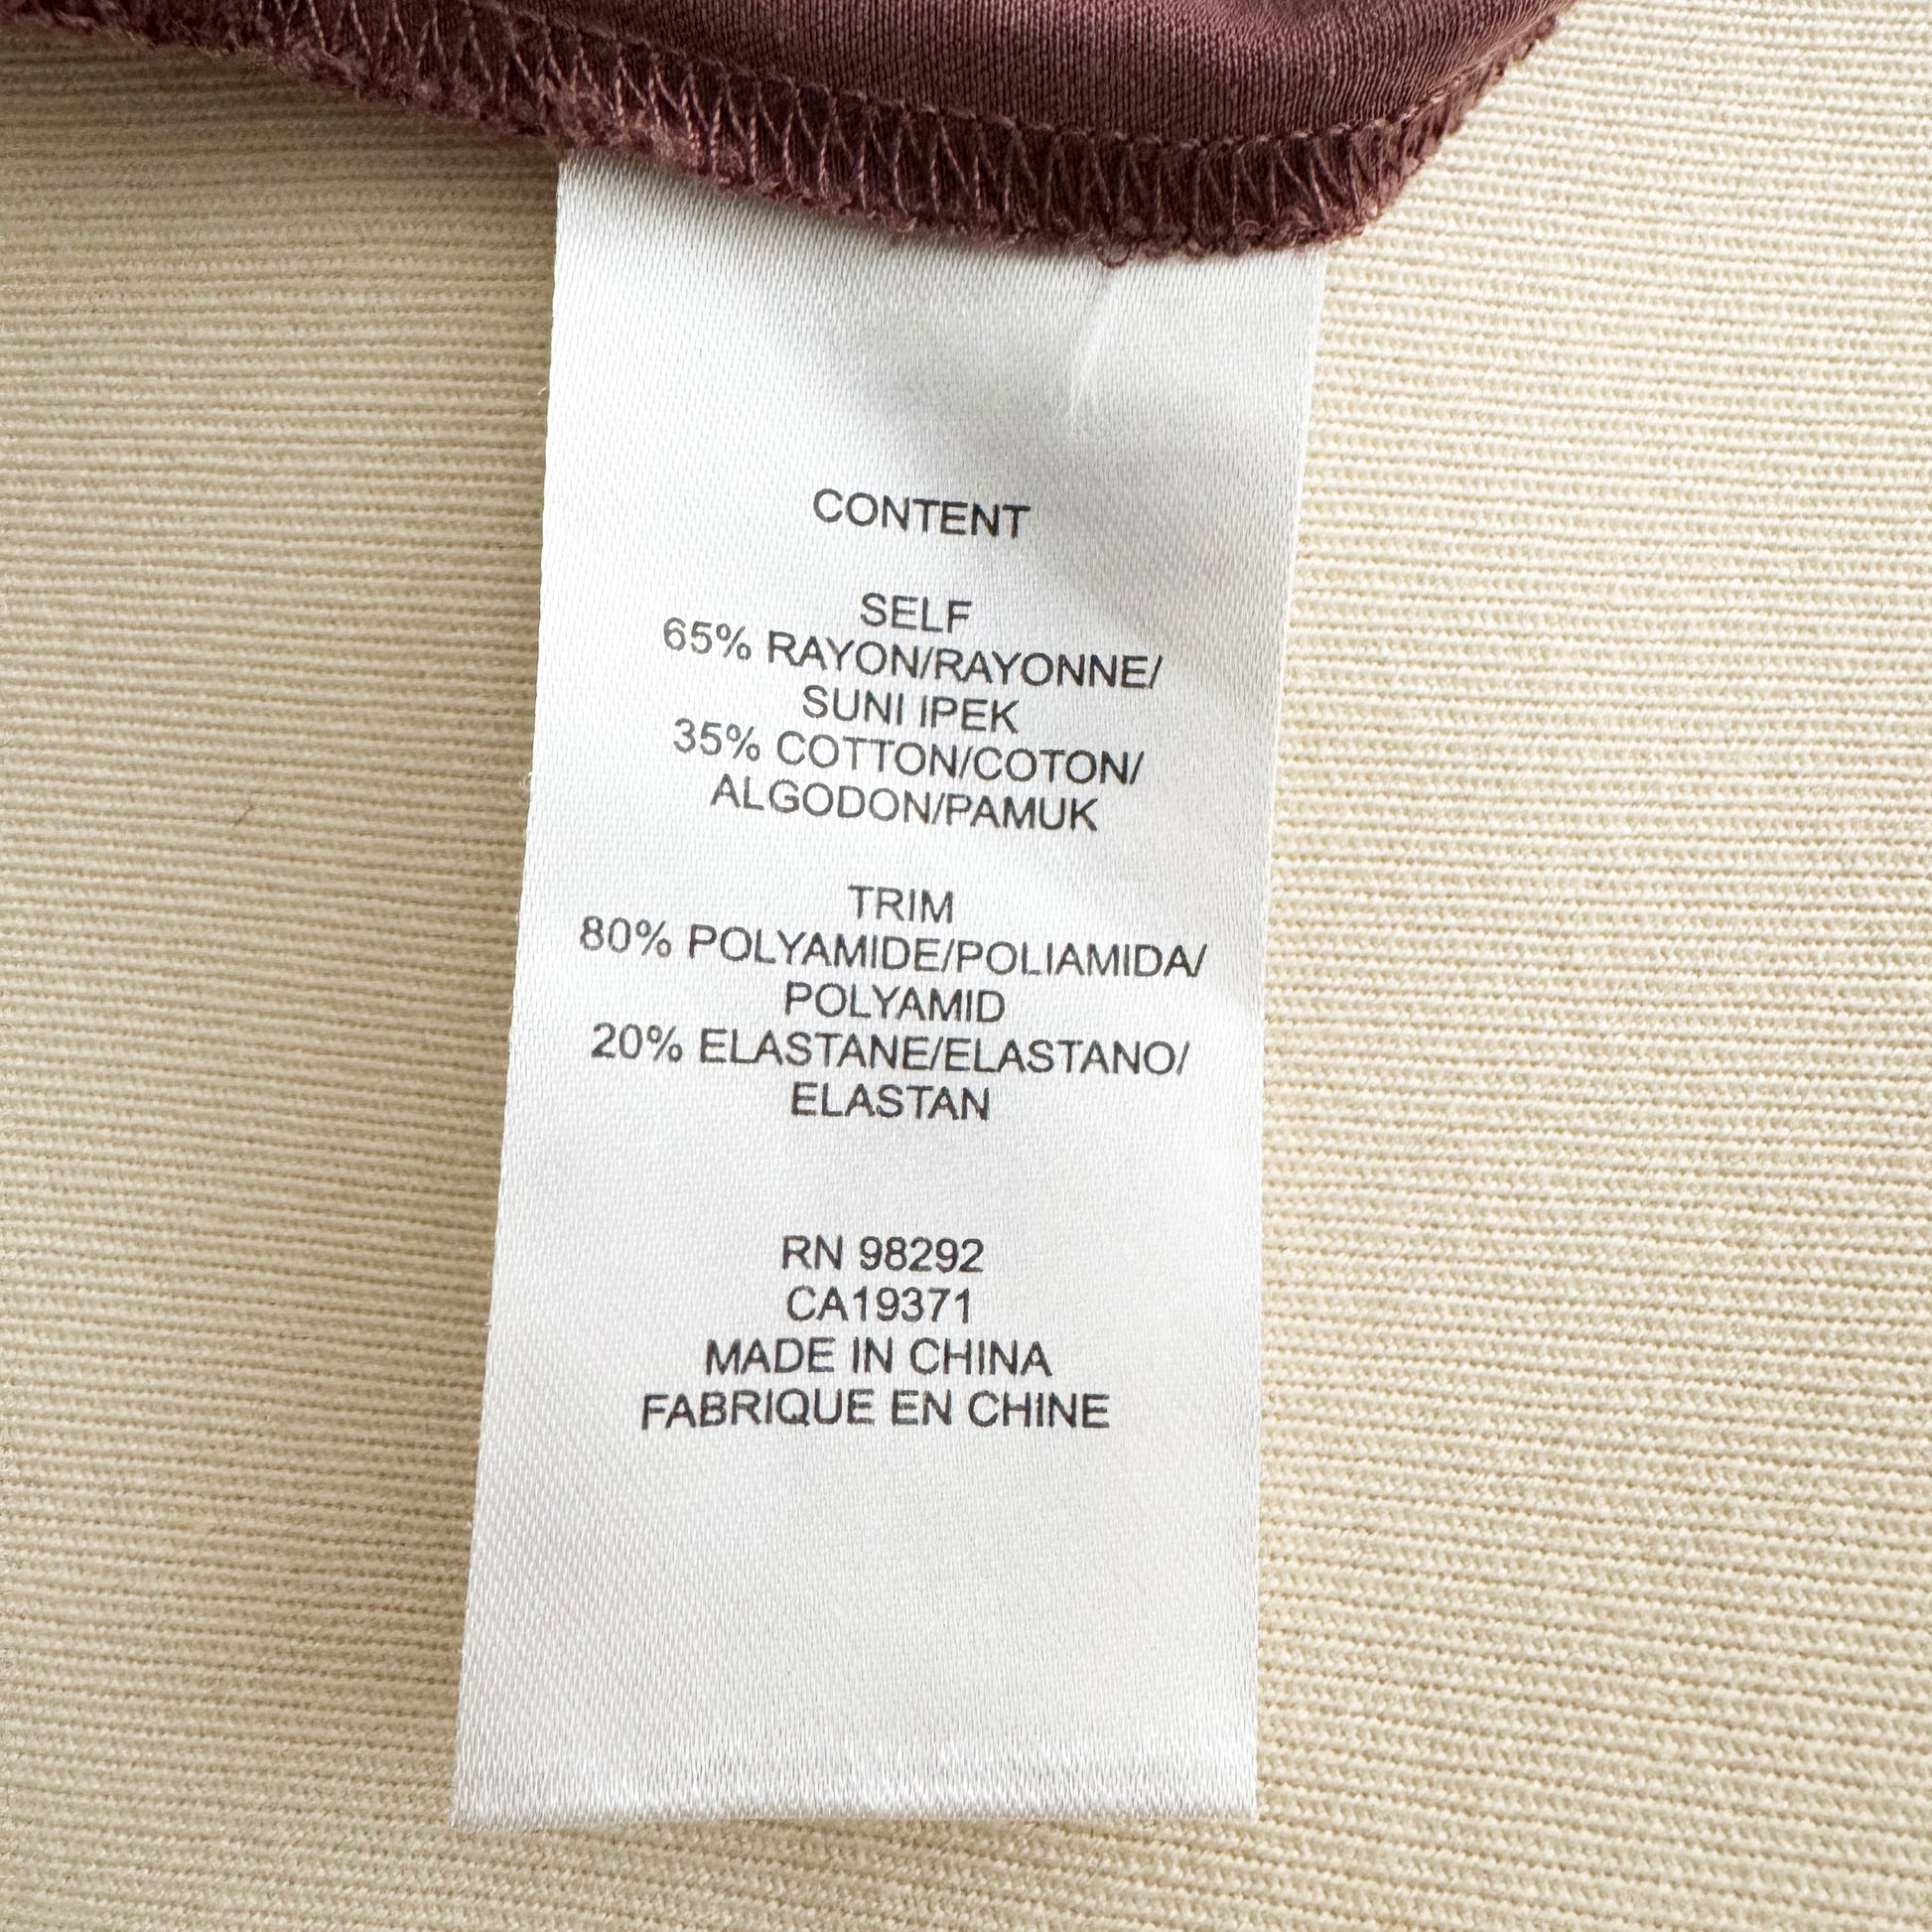 CONTENT
SELF
65% RAYON/RAYONNE/
SUNI IPEK
35% COTTON/COTON/
ALGODON/PAMUK
TRIM
80% POLYAMIDE/POLIAMIDA/
POLYAMID
20% ELASTANE/ELASTANO/
ELASTAN
RN 98292
CA19371
MADE IN CHINA
FABRIQUE EN CHINE